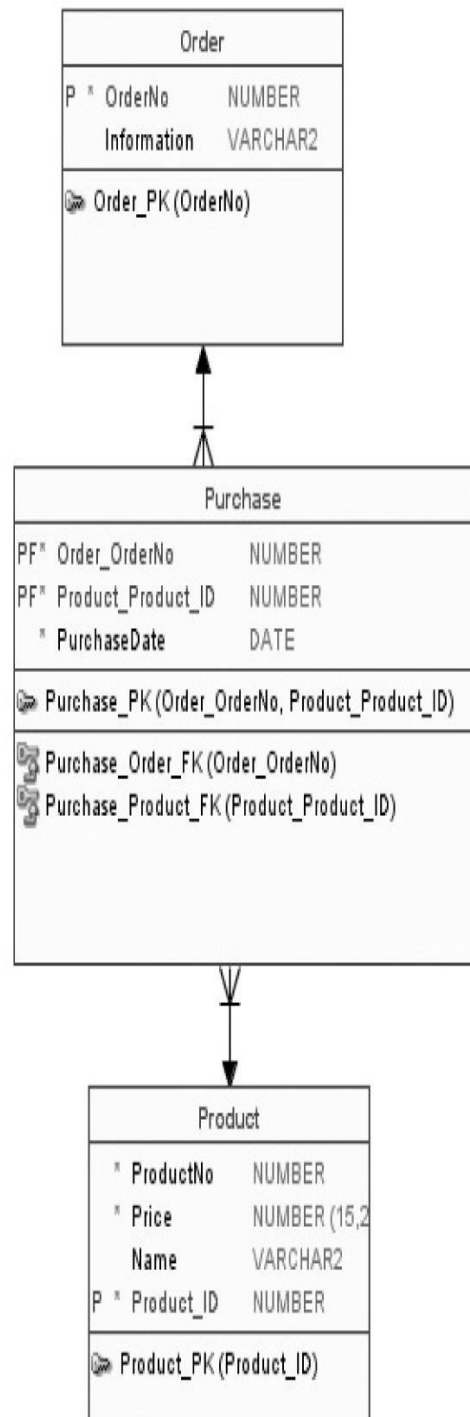 Order
P * OrderNo NUMBER
Information VARCHAR2
Order_PK (OrderNo)
Purchase
PF* Order_OrderNo NUMBER
PF* Product_Product_ID NUMBER
* PurchaseDate DATE
Purchase_PK (Order_OrderNo, Product_Product_ID)
Purchase_Order_FK (Order_OrderNo)
Purchase_Product_FK (Product_Product_ID)
Product
* ProductNo NUMBER
* Price NUMBER (15,2
Name VARCHAR2
P * Product_ID NUMBER
Product_PK (Product_ID)